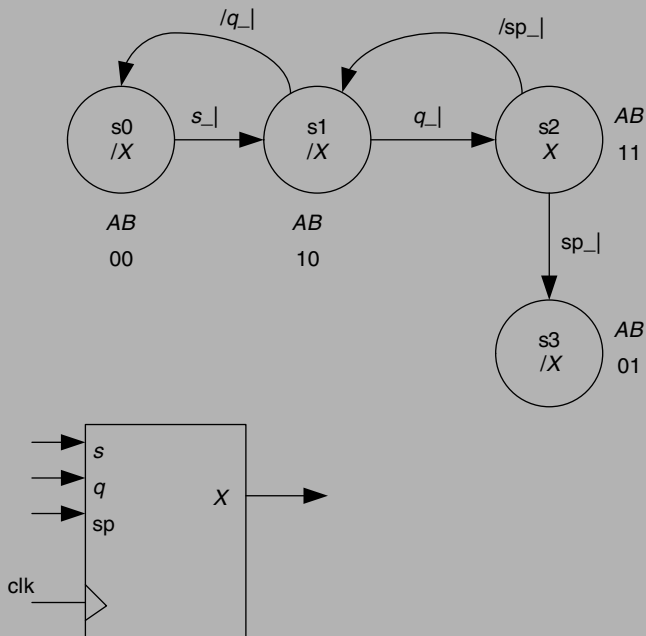 /q_|
/sp_|
s0
/X
s_|
s1
/X
q_|
s2
X
AB
11
AB
00
AB
10
sp_|
s3
/X
AB
01
s
q
sp
X
clk